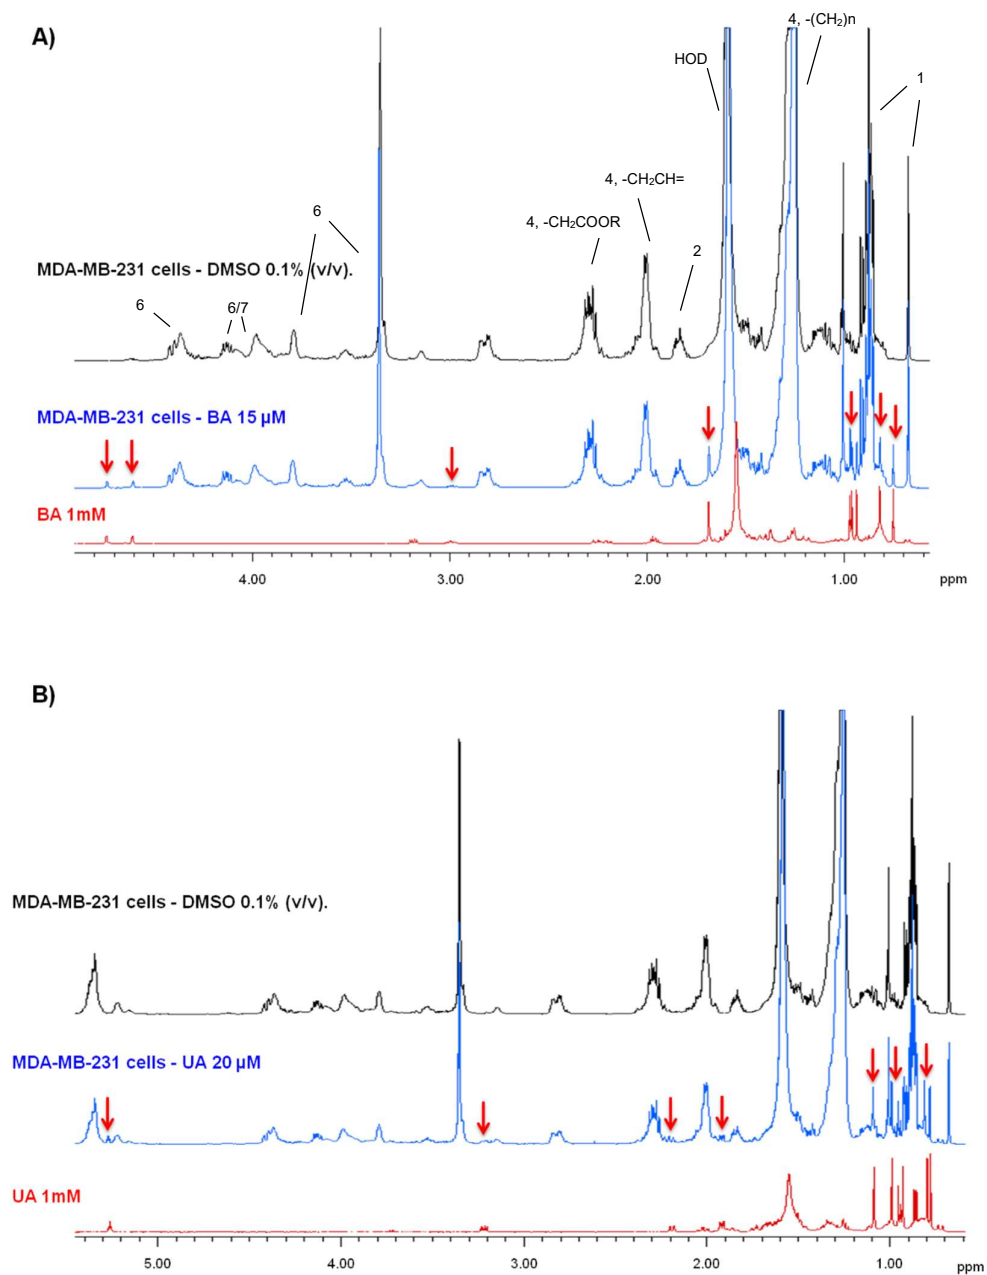 A)
4, -(CH₂)n
HOD
1
4, -CH₂CH=
6
4, -CH₂COOR
2
MDA-MB-231 cells - DMSO 0.1% (v/v).
6
6/7
MDA-MB-231 cells - BA 15 µM
BA 1mM
4.00 3.00 2.00 1.00 ppm
B)
MDA-MB-231 cells - DMSO 0.1% (v/v).
MDA-MB-231 cells - UA 20 µM
UA 1mM
5.00 4.00 3.00 2.00 1.00 ppm